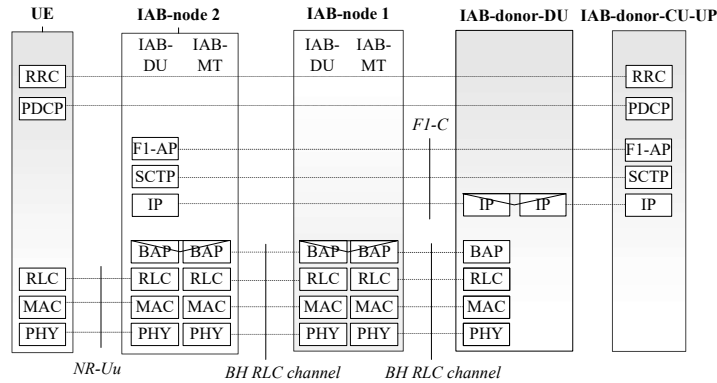 UE IAB-node 2 IAB-node 1 IAB-donor-DU IAB-donor-CU-UP
IAB- IAB- IAB- IAB-
DU MT DU MT
RRC RRC
PDCP PDCP
F1-C
F1-AP F1-AP
SCTP SCTP
IP IP IP IP
BAP BAP BAP BAP BAP
RLC RLC RLC RLC RLC RLC
MAC MAC MAC MAC MAC MAC
PHY PHY PHY PHY PHY PHY
NR-Uu BH RLC channel BH RLC channel